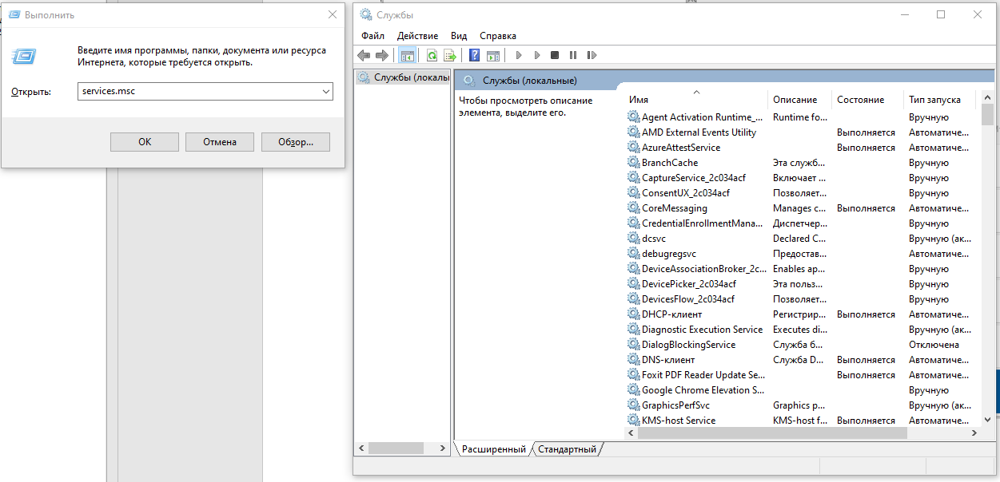 Выполнить
Введите имя программы, папки, документа или ресурса
Интернета, которые требуется открыть.
Открыть:
services.msc
OK
Отмена
Обзор...
Службы
Файл Действие Вид Справка
Службы (локалы
Службы (локальные)
Чтобы просмотреть описание
элемента, выделите его.
Имя Описание Состояние Тип запуска
Agent Activation Runtime_... Runtime fo... Вручную
AMD External Events Utility Выполняется Автоматиче...
AzureAttestService Выполняется Автоматиче...
BranchCache Эта служб... Вручную
CaptureService_2c034acf Включает ... Вручную
ConsentUX_2c034acf Позволяет... Вручную
CoreMessaging Manages c... Выполняется Автоматиче...
CredentialEnrollmentMana... Диспетчер... Вручную
dcsvc Declared C... Вручную (ак...
debugregsvc Предостав... Автоматиче...
DeviceAssociationBroker_2c... Enables ap... Вручную
DevicePicker_2c034acf Эта польз... Вручную
DevicesFlow_2c034acf Позволяет... Вручную
DHCP-клиент Регистрир... Выполняется Автоматиче...
Diagnostic Execution Service Executes di... Вручную (ак...
DialogBlockingService Служба б... Отключена
DNS-клиент Служба D... Выполняется Автоматиче...
Foxit PDF Reader Update Se... Выполняется Автоматиче...
Google Chrome Elevation S... Вручную
GraphicsPerfSvc Graphics p... Вручную (ак...
KMS-host Service KMS-host f... Выполняется Автоматиче...
Расширенный Стандартный